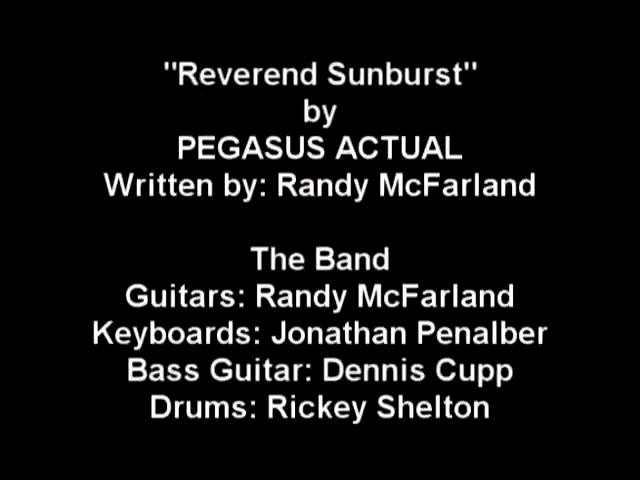 "Reverend Sunburst"
by
PEGASUS ACTUAL
Written by: Randy McFarland
The Band
Guitars: Randy McFarland
Keyboards: Jonathan Penalber
Bass Guitar: Dennis Cupp
Drums: Rickey Shelton